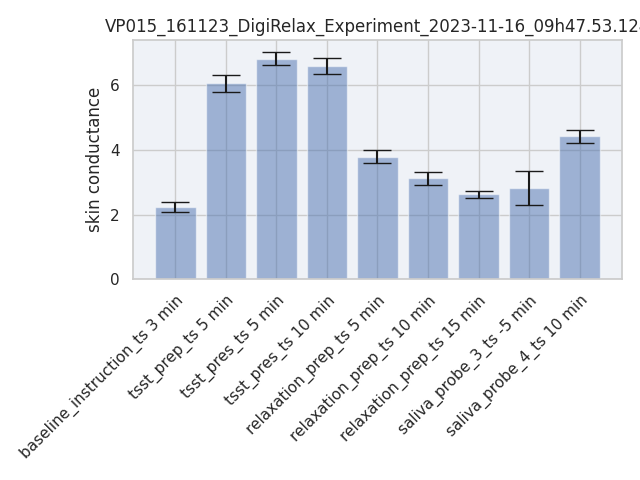 VP015_161123_DigiRelax_Experiment_2023-11-16_09h47.53.12
skin conductance
6
4
2
0
baseline_instruction_ts 3 min
tsst_prep_ts 5 min
tsst_pres_ts 5 min
tsst_pres_ts 10 min
relaxation_prep_ts 5 min
relaxation_prep_ts 10 min
relaxation_prep_ts 15 min
saliva_probe_3_ts -5 min
saliva_probe_4_ts 10 min